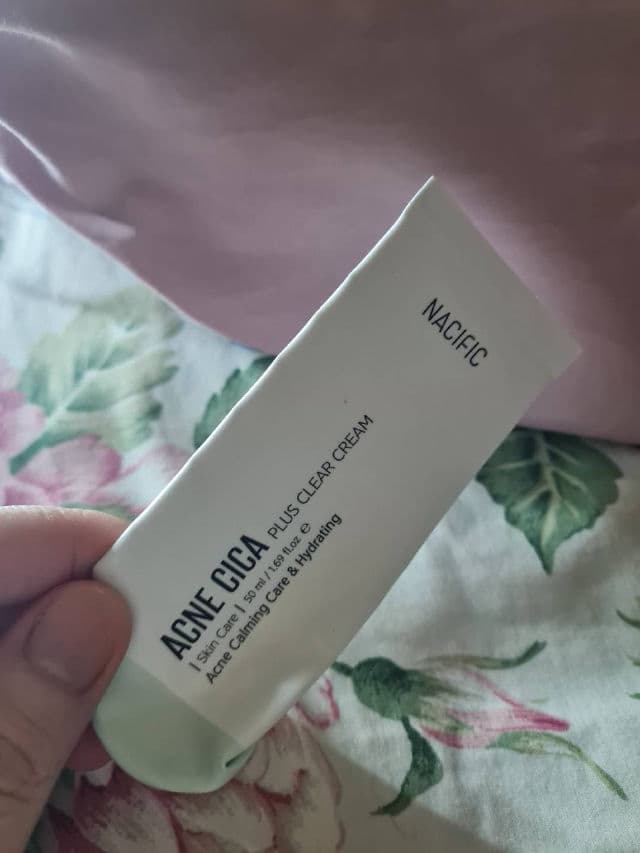 NACIFIC
ACNE CICA PLUS CLEAR CREAM
| Skin Care | 50 ml / 1.69 fl.oz e
Acne Calming Care & Hydrating